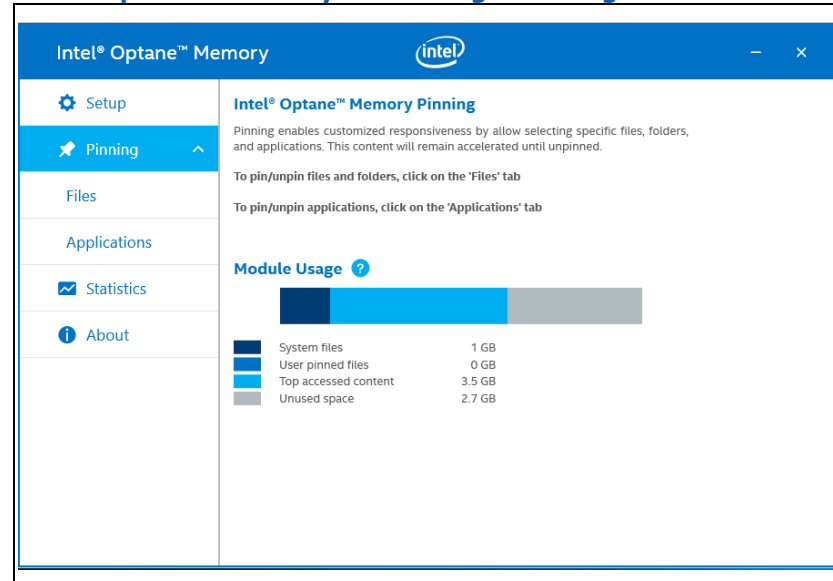 Intel® Optane™ Memory
intel
Setup
Pinning
Files
Applications
Statistics
About
Intel® Optane™ Memory Pinning
Pinning enables customized responsiveness by allow selecting specific files, folders,
and applications. This content will remain accelerated until unpinned.
To pin/unpin files and folders, click on the 'Files' tab
To pin/unpin applications, click on the 'Applications' tab
Module Usage ?
System files 1 GB
User pinned files 0 GB
Top accessed content 3.5 GB
Unused space 2.7 GB